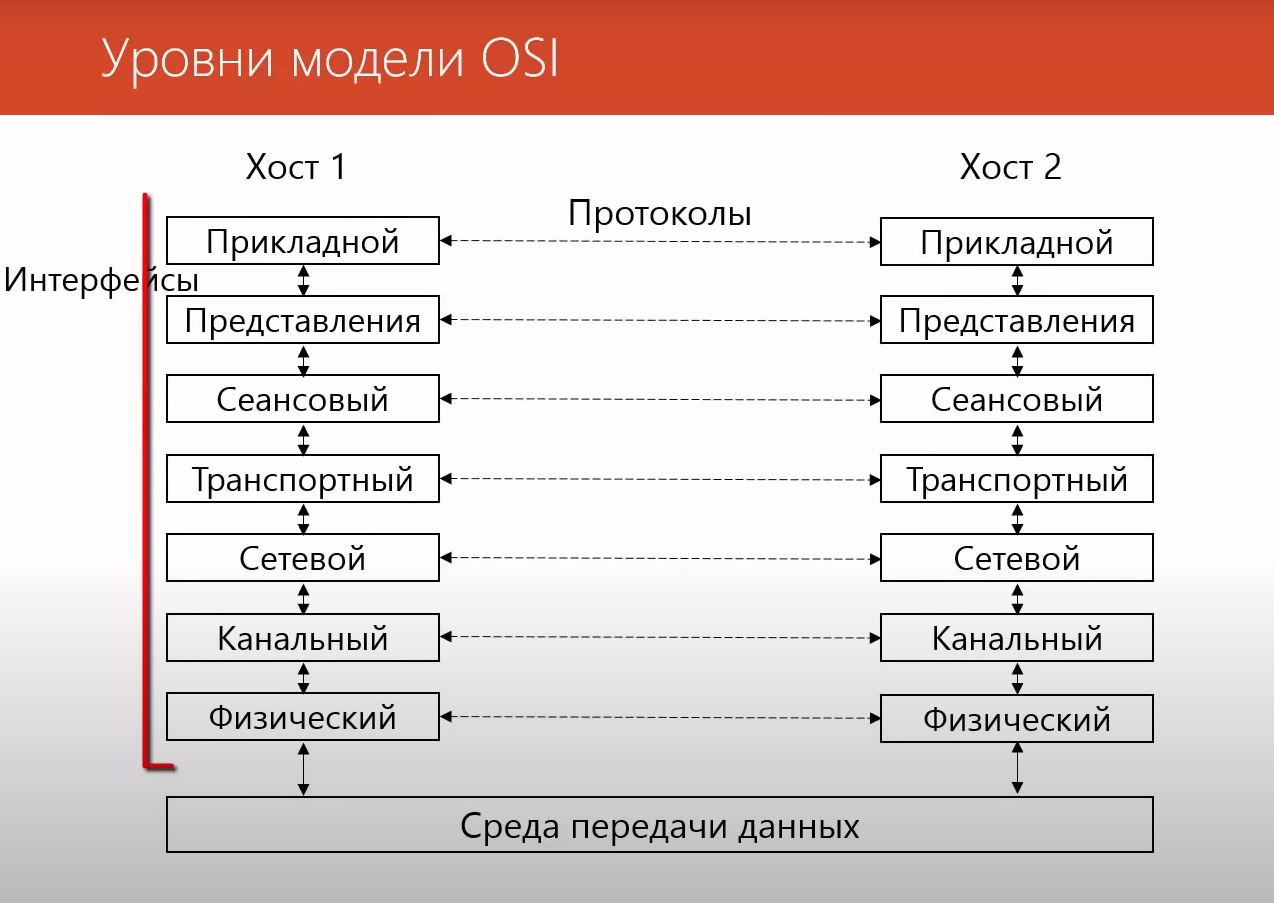 Уровни модели OSI
Хост 1
Хост 2
Протоколы
Прикладной
Прикладной
Интерфейсы
Представления
Представления
Сеансовый
Сеансовый
Транспортный
Транспортный
Сетевой
Сетевой
Канальный
Канальный
Физический
Физический
Среда передачи данных